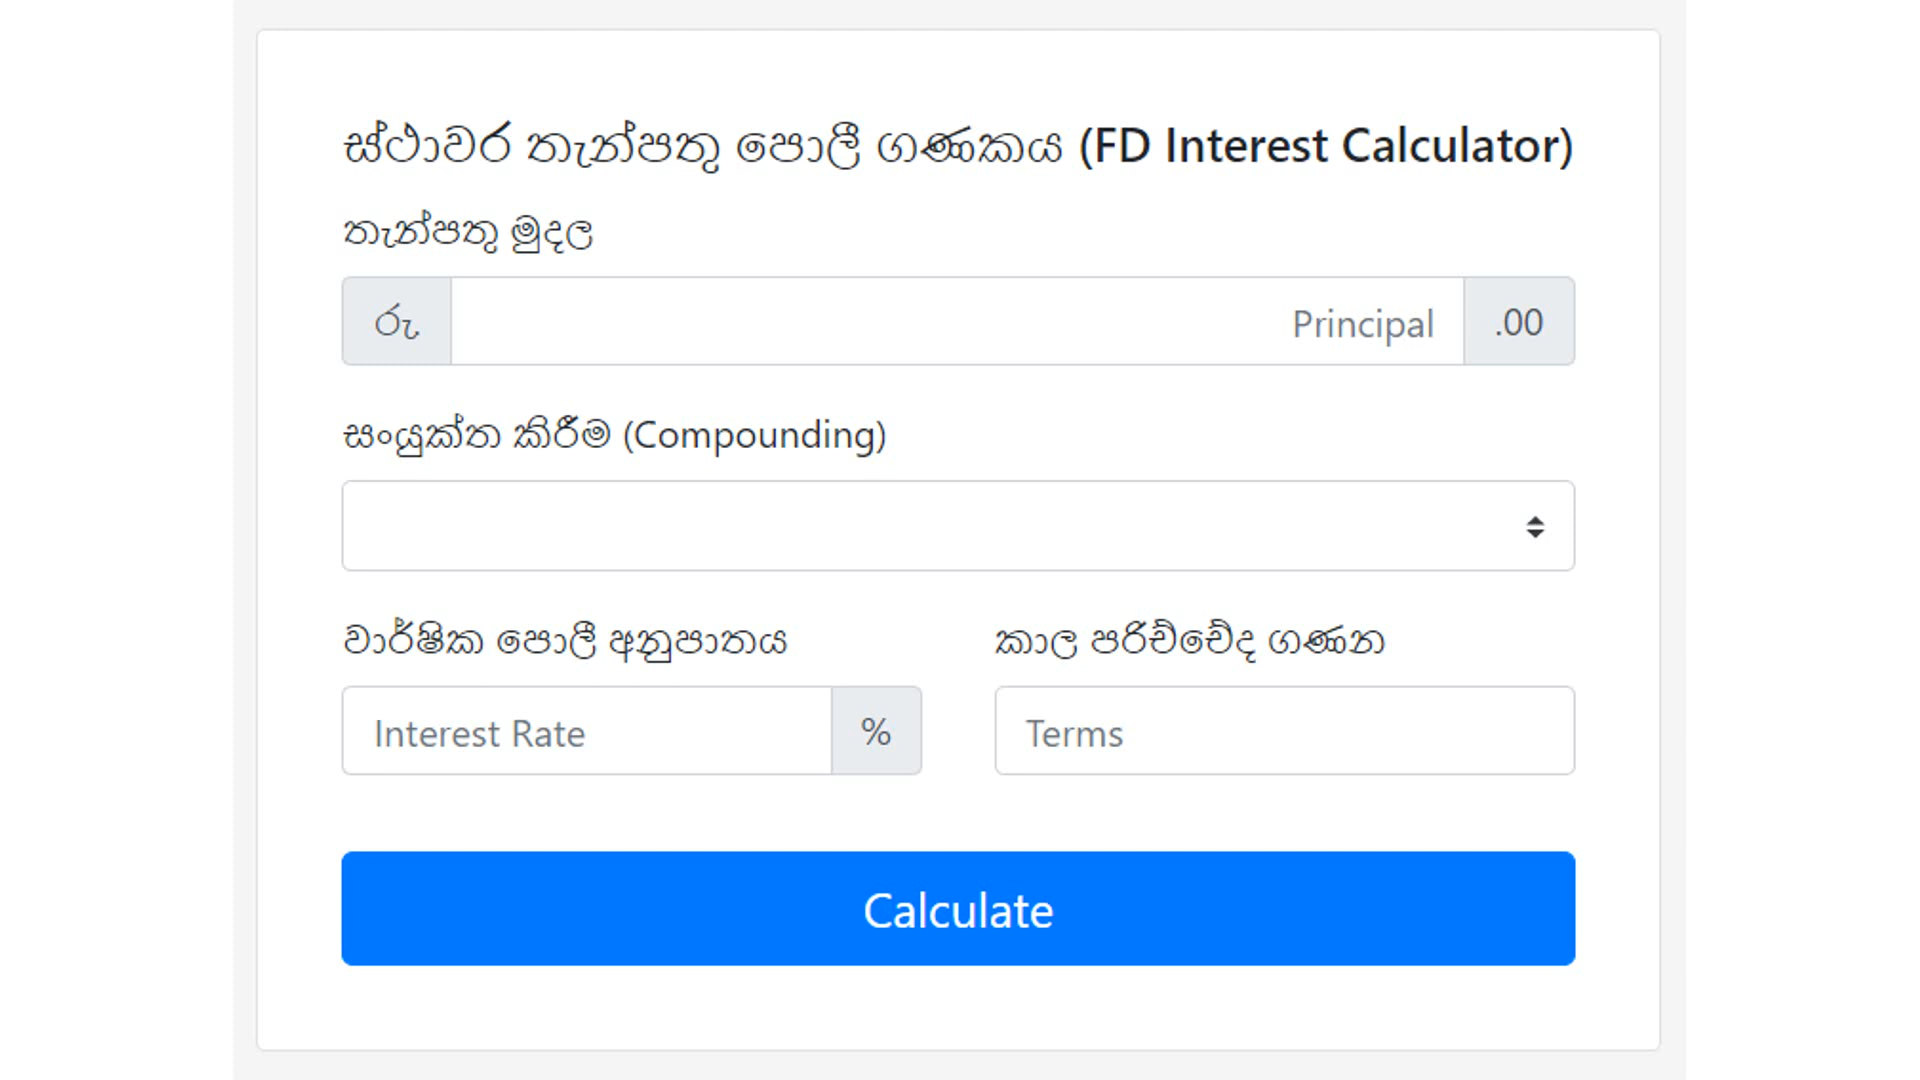 ස්ථාවර තැන්පතු පොලී ගණකය (FD Interest Calculator)
තැන්පතු මුදල
රු. Principal .00
සංයුක්ත කිරීම (Compounding)
වාර්ෂික පොලී අනුපාතය කාල පරිච්චේද ගණන
Interest Rate % Terms
Calculate